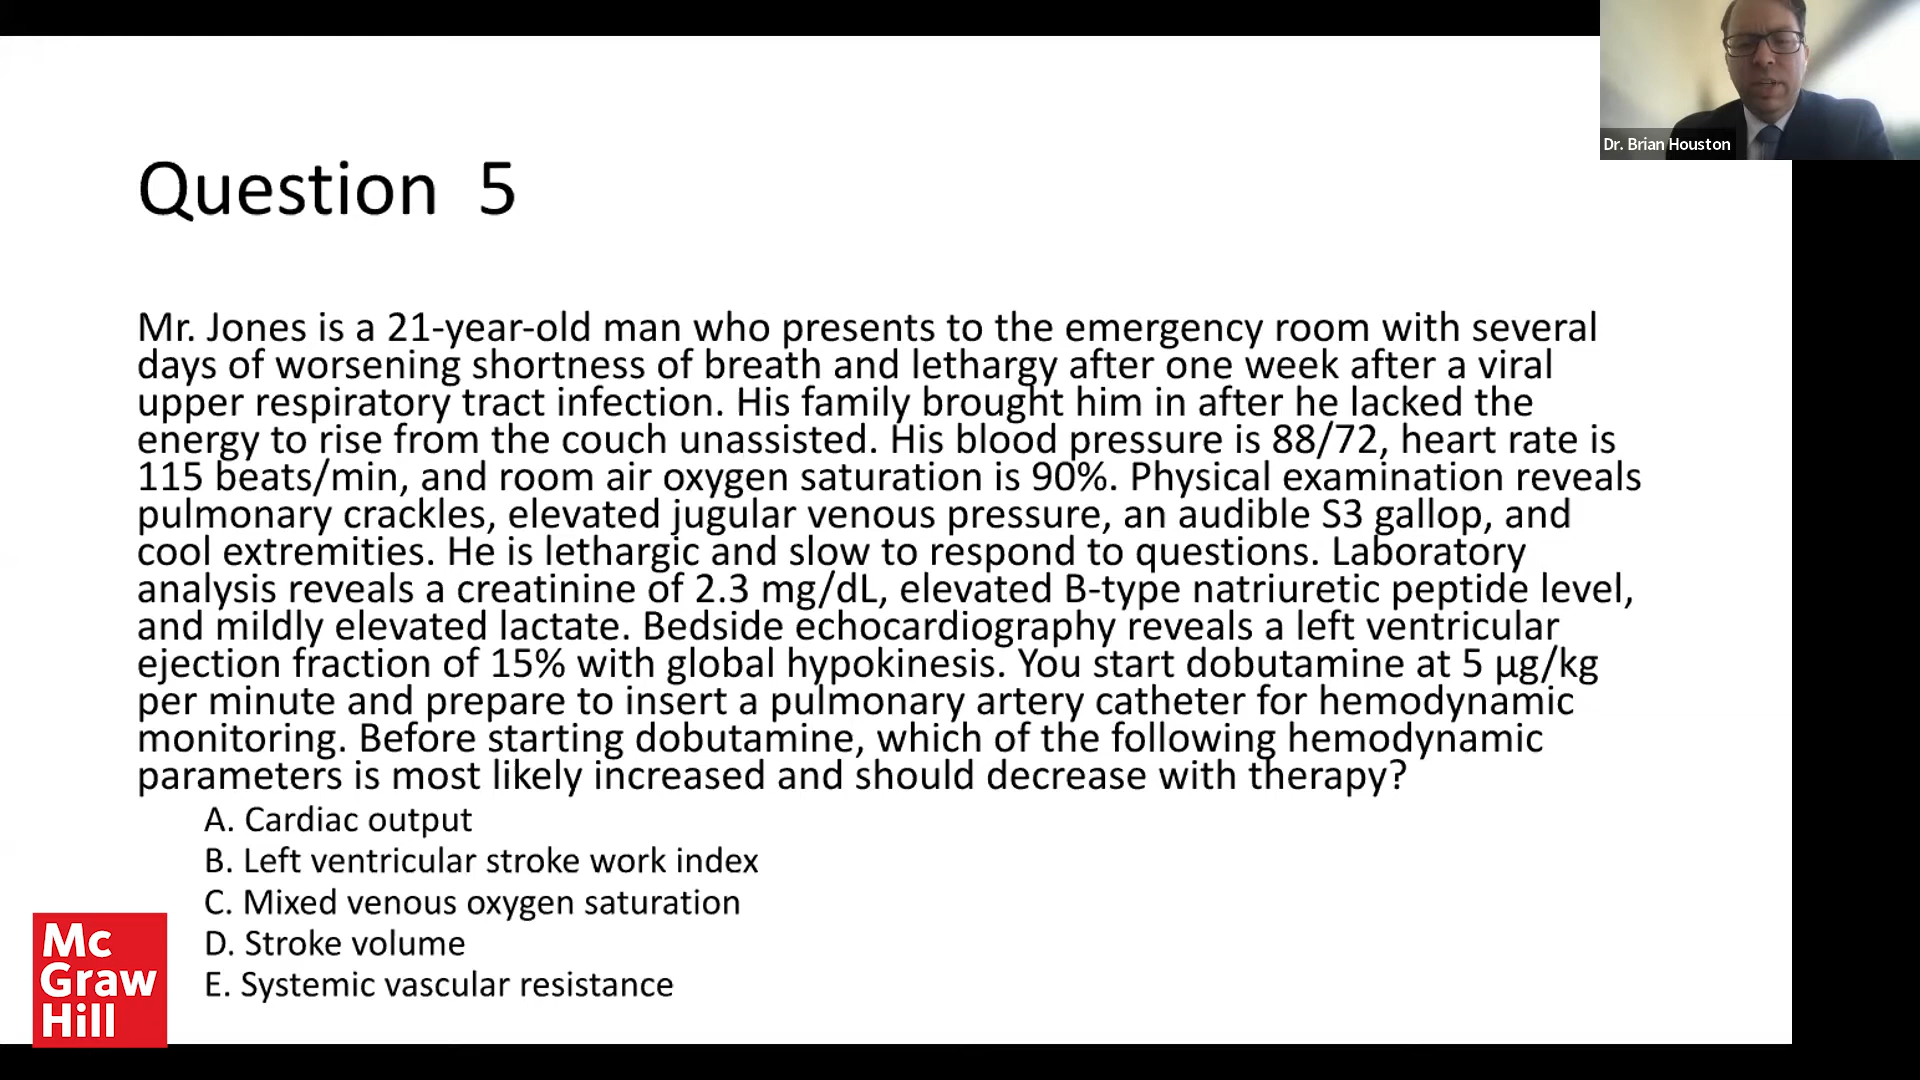 Dr. Brian Houston
Question 5
Mr. Jones is a 21-year-old man who presents to the emergency room with several
days of worsening shortness of breath and lethargy after one week after a viral
upper respiratory tract infection. His family brought him in after he lacked the
energy to rise from the couch unassisted. His blood pressure is 88/72, heart rate is
115 beats/min, and room air oxygen saturation is 90%. Physical examination reveals
pulmonary crackles, elevated jugular venous pressure, an audible S3 gallop, and
cool extremities. He is lethargic and slow to respond to questions. Laboratory
analysis reveals a creatinine of 2.3 mg/dL, elevated B-type natriuretic peptide level,
and mildly elevated lactate. Bedside echocardiography reveals a left ventricular
ejection fraction of 15% with global hypokinesis. You start dobutamine at 5 μg/kg
per minute and prepare to insert a pulmonary artery catheter for hemodynamic
monitoring. Before starting dobutamine, which of the following hemodynamic
parameters is most likely increased and should decrease with therapy?
A. Cardiac output
B. Left ventricular stroke work index
C. Mixed venous oxygen saturation
D. Stroke volume
E. Systemic vascular resistance
Mc
Graw
Hill